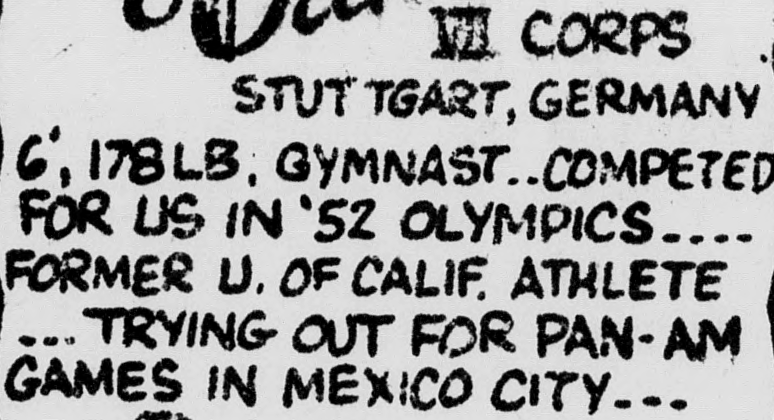 VII CORPS
STUTTGART, GERMANY
6', 178 LB, GYMNAST..COMPETED
FOR US IN '52 OLYMPICS....
FORMER U. OF CALIF. ATHLETE
... TRYING OUT FOR PAN-AM
GAMES IN MEXICO CITY...